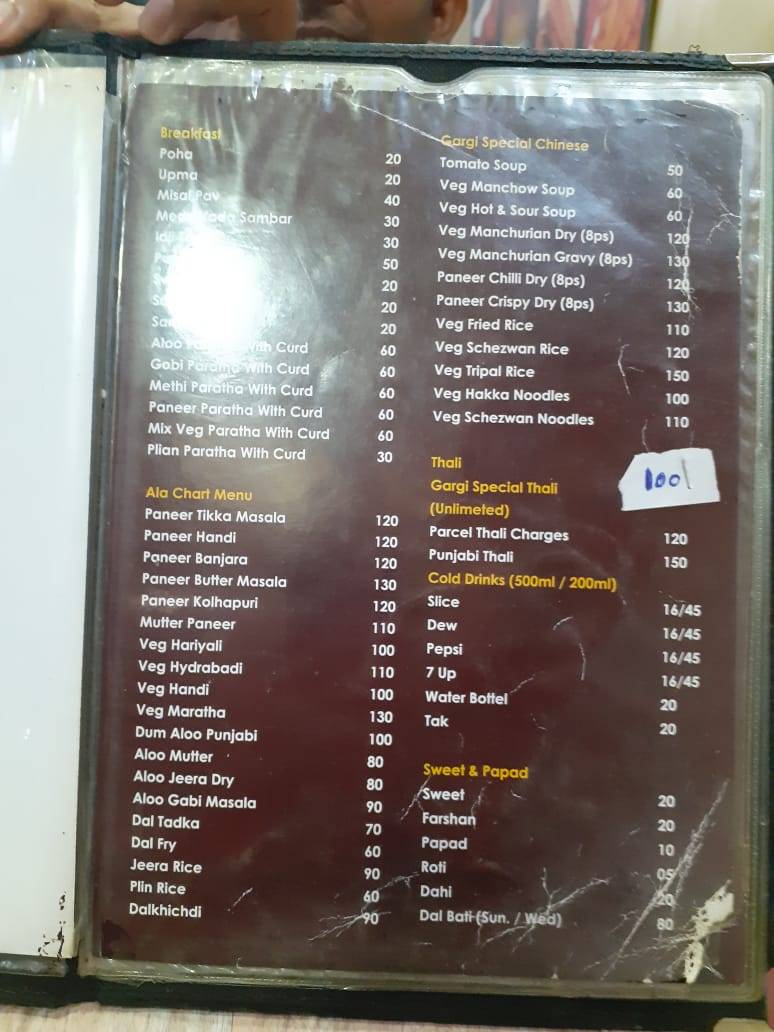 Breakfast
Poha 20
Upma 20
Misal Pav 40
Sambar 30
30
50
20
20
20
Aloo With Curd 60
Gobi Paratha With Curd 60
Methi Paratha With Curd 60
Paneer Paratha With Curd 60
Mix Veg Paratha With Curd 60
Plian Paratha With Curd 30
Ala Chart Menu
Paneer Tikka Masala 120
Paneer Handi 120
Paneer Banjara 120
Paneer Butter Masala 130
Paneer Kolhapuri 120
Mutter Paneer 110
Veg Hariyali 100
Veg Hydrabadi 110
Veg Handi 100
Veg Maratha 130
Dum Aloo Punjabi 100
Aloo Mutter 80
Aloo Jeera Dry 80
Aloo Gabi Masala 90
Dal Tadka 70
Dal Fry 60
Jeera Rice 90
Plin Rice 60
Dalkhichdi 90
Gargi Special Chinese
Tomato Soup 50
Veg Manchow Soup 60
Veg Hot & Sour Soup 60
Veg Manchurian Dry (8ps) 120
Veg Manchurian Gravy (8ps) 130
Paneer Chilli Dry (8ps) 120
Paneer Crispy Dry (8ps) 130
Veg Fried Rice 110
Veg Schezwan Rice 120
Veg Tripal Rice 150
Veg Hakka Noodles 100
Veg Schezwan Noodles 110
Thali
Gargi Special Thali 100
(Unlimeted)
Parcel Thali Charges 120
Punjabi Thali 150
Cold Drinks (500ml / 200ml)
Slice 16/45
Dew 16/45
Pepsi 16/45
7 Up 16/45
Water Bottel 20
Tak 20
Sweet & Papad
Sweet 20
Farshan 20
Papad 10
Roti 05
Dahi 20
Dal Bati (Sun. / Wed) 80